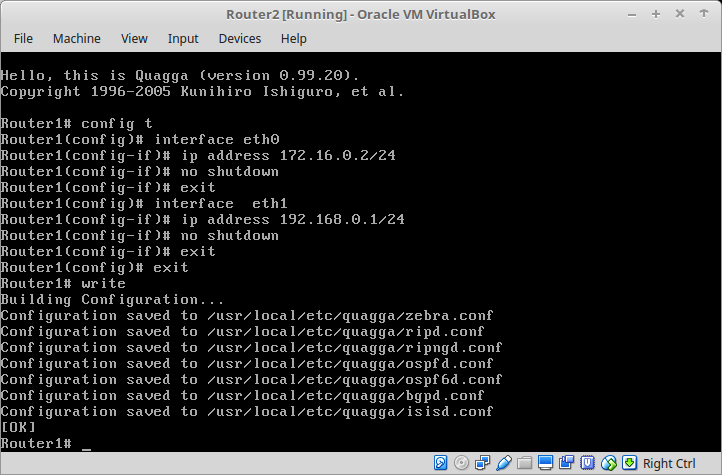 Router2 [Running] - Oracle VM VirtualBox
File Machine View Input Devices Help
Hello, this is Quagga (version 0.99.20).
Copyright 1996-2005 Kunihiro Ishiguro, et al.
Router1# config t
Router1(config)# interface eth0
Router1(config-if)# ip address 172.16.0.2/24
Router1(config-if)# no shutdown
Router1(config-if)# exit
Router1(config)# interface  eth1
Router1(config-if)# ip address 192.168.0.1/24
Router1(config-if)# no shutdown
Router1(config-if)# exit
Router1(config)# exit
Router1# write
Building Configuration...
Configuration saved to /usr/local/etc/quagga/zebra.conf
Configuration saved to /usr/local/etc/quagga/ripd.conf
Configuration saved to /usr/local/etc/quagga/ripngd.conf
Configuration saved to /usr/local/etc/quagga/ospfd.conf
Configuration saved to /usr/local/etc/quagga/ospf6d.conf
Configuration saved to /usr/local/etc/quagga/bgpd.conf
Configuration saved to /usr/local/etc/quagga/isisd.conf
[OK]
Router1# _
Right Ctrl